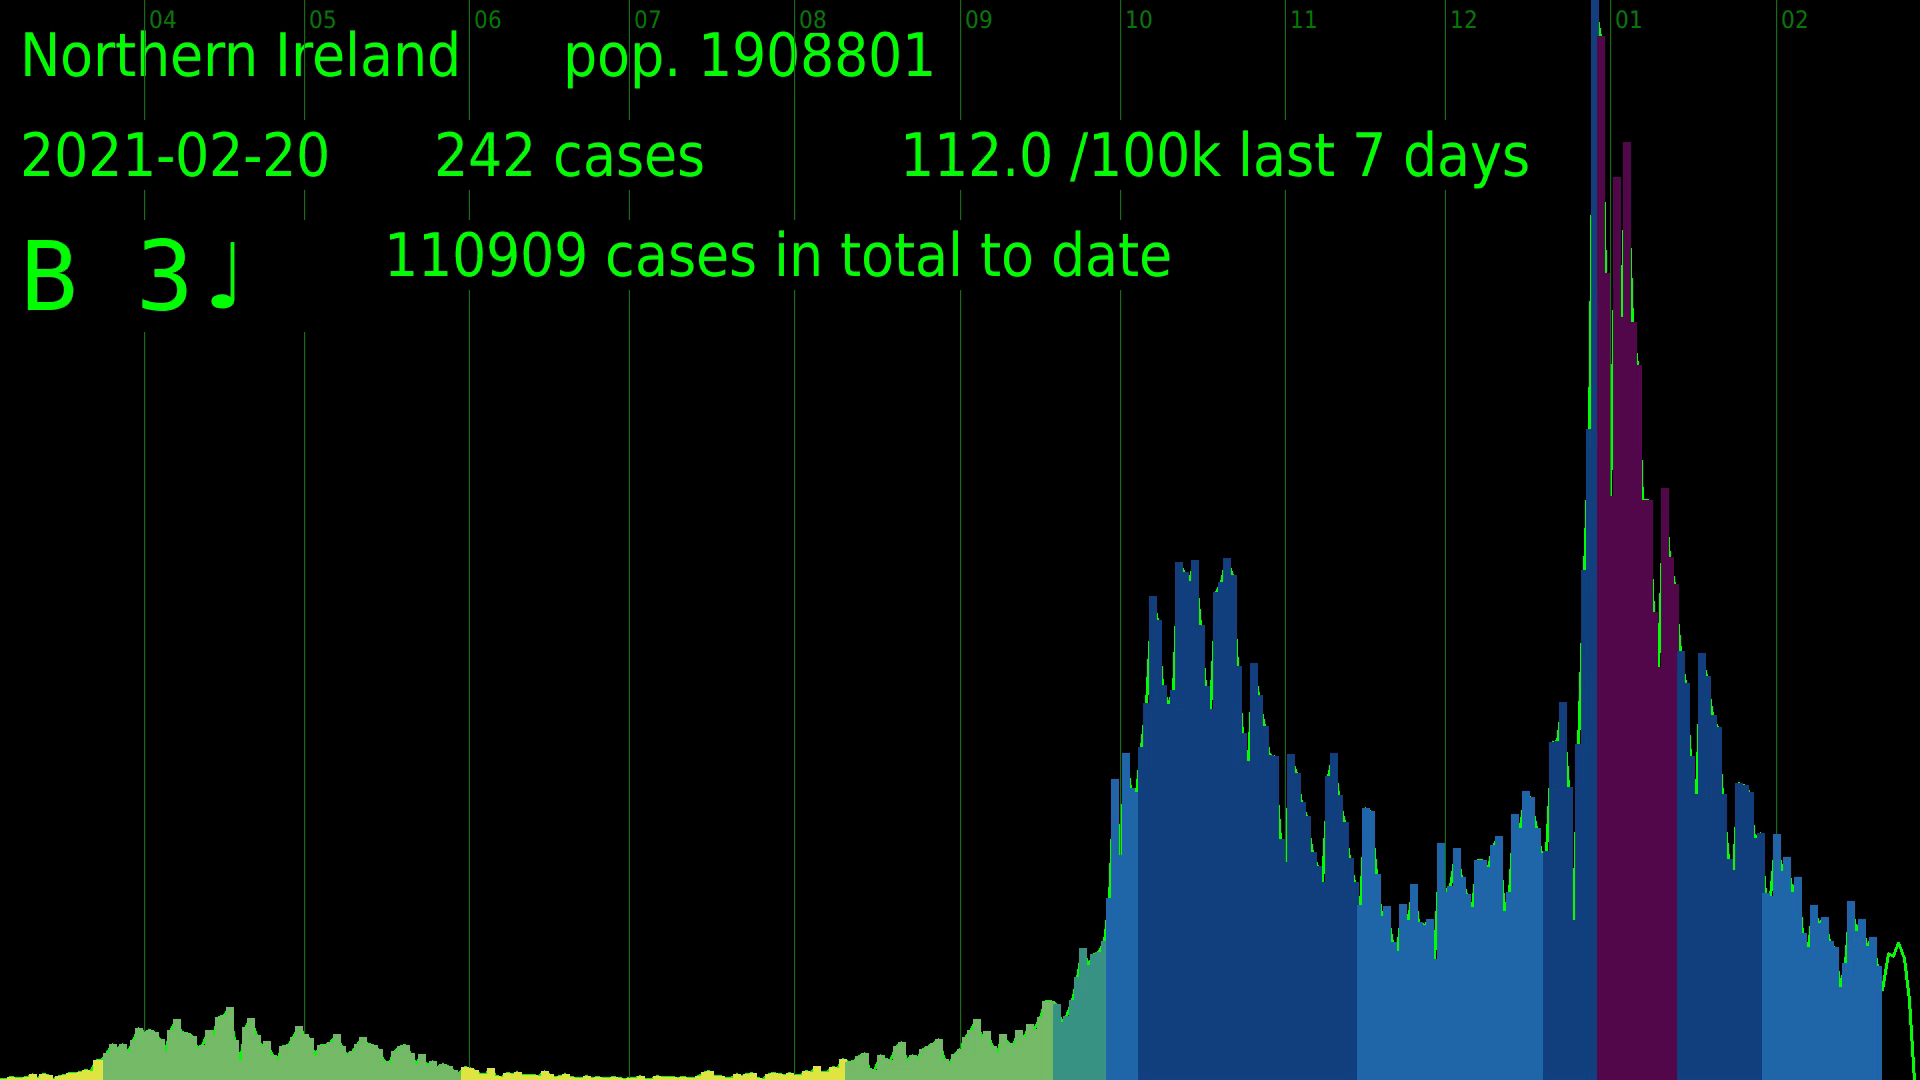 04 05 06 07 08 09 10 11 12 01 02
Northern Ireland pop. 1908801
2021-02-20 242 cases 112.0 /100k last 7 days
B 3♩ 110909 cases in total to date